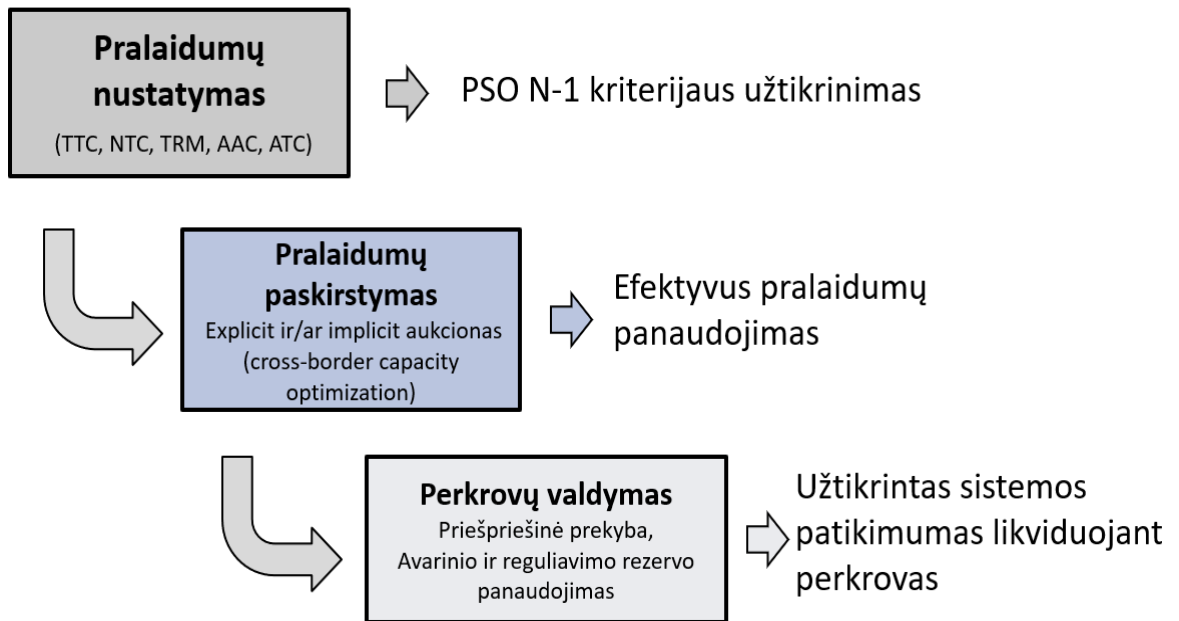 Pralaidumų
nustatymas
(TTC, NTC, TRM, AAC, ATC)
PSO N-1 kriterijaus užtikrinimas
Pralaidumų
paskirstymas
Explicit ir/ar implicit aukcionas
(cross-border capacity
optimization)
Efektyvus pralaidumų
panaudojimas
Perkrovų valdymas
Priešpriešinė prekyba,
Avarinio ir reguliavimo rezervo
panaudojimas
Užtikrintas sistemos
patikimumas likviduojant
perkrovas